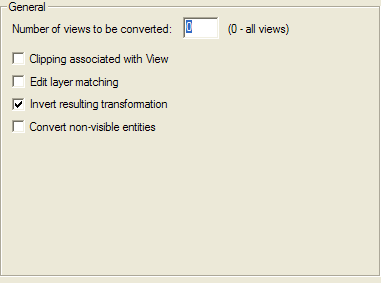 General
Number of views to be converted: 0 (0 - all views)
Clipping associated with View
Edit layer matching
Invert resulting transformation
Convert non-visible entities